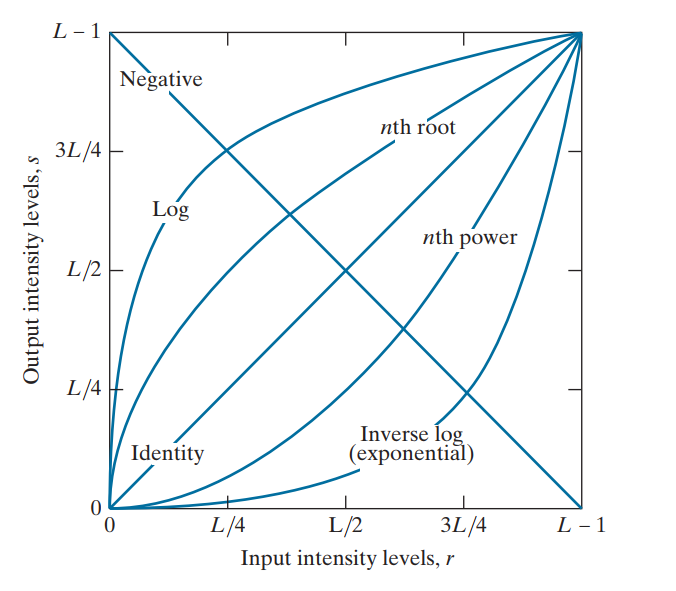 L – 1
Negative
nth root
3L/4
Log
nth power
L/2
Output intensity levels, s
L/4
Inverse log
(exponential)
Identity
0
0
L/4
L/2
3L/4
L – 1
Input intensity levels, r